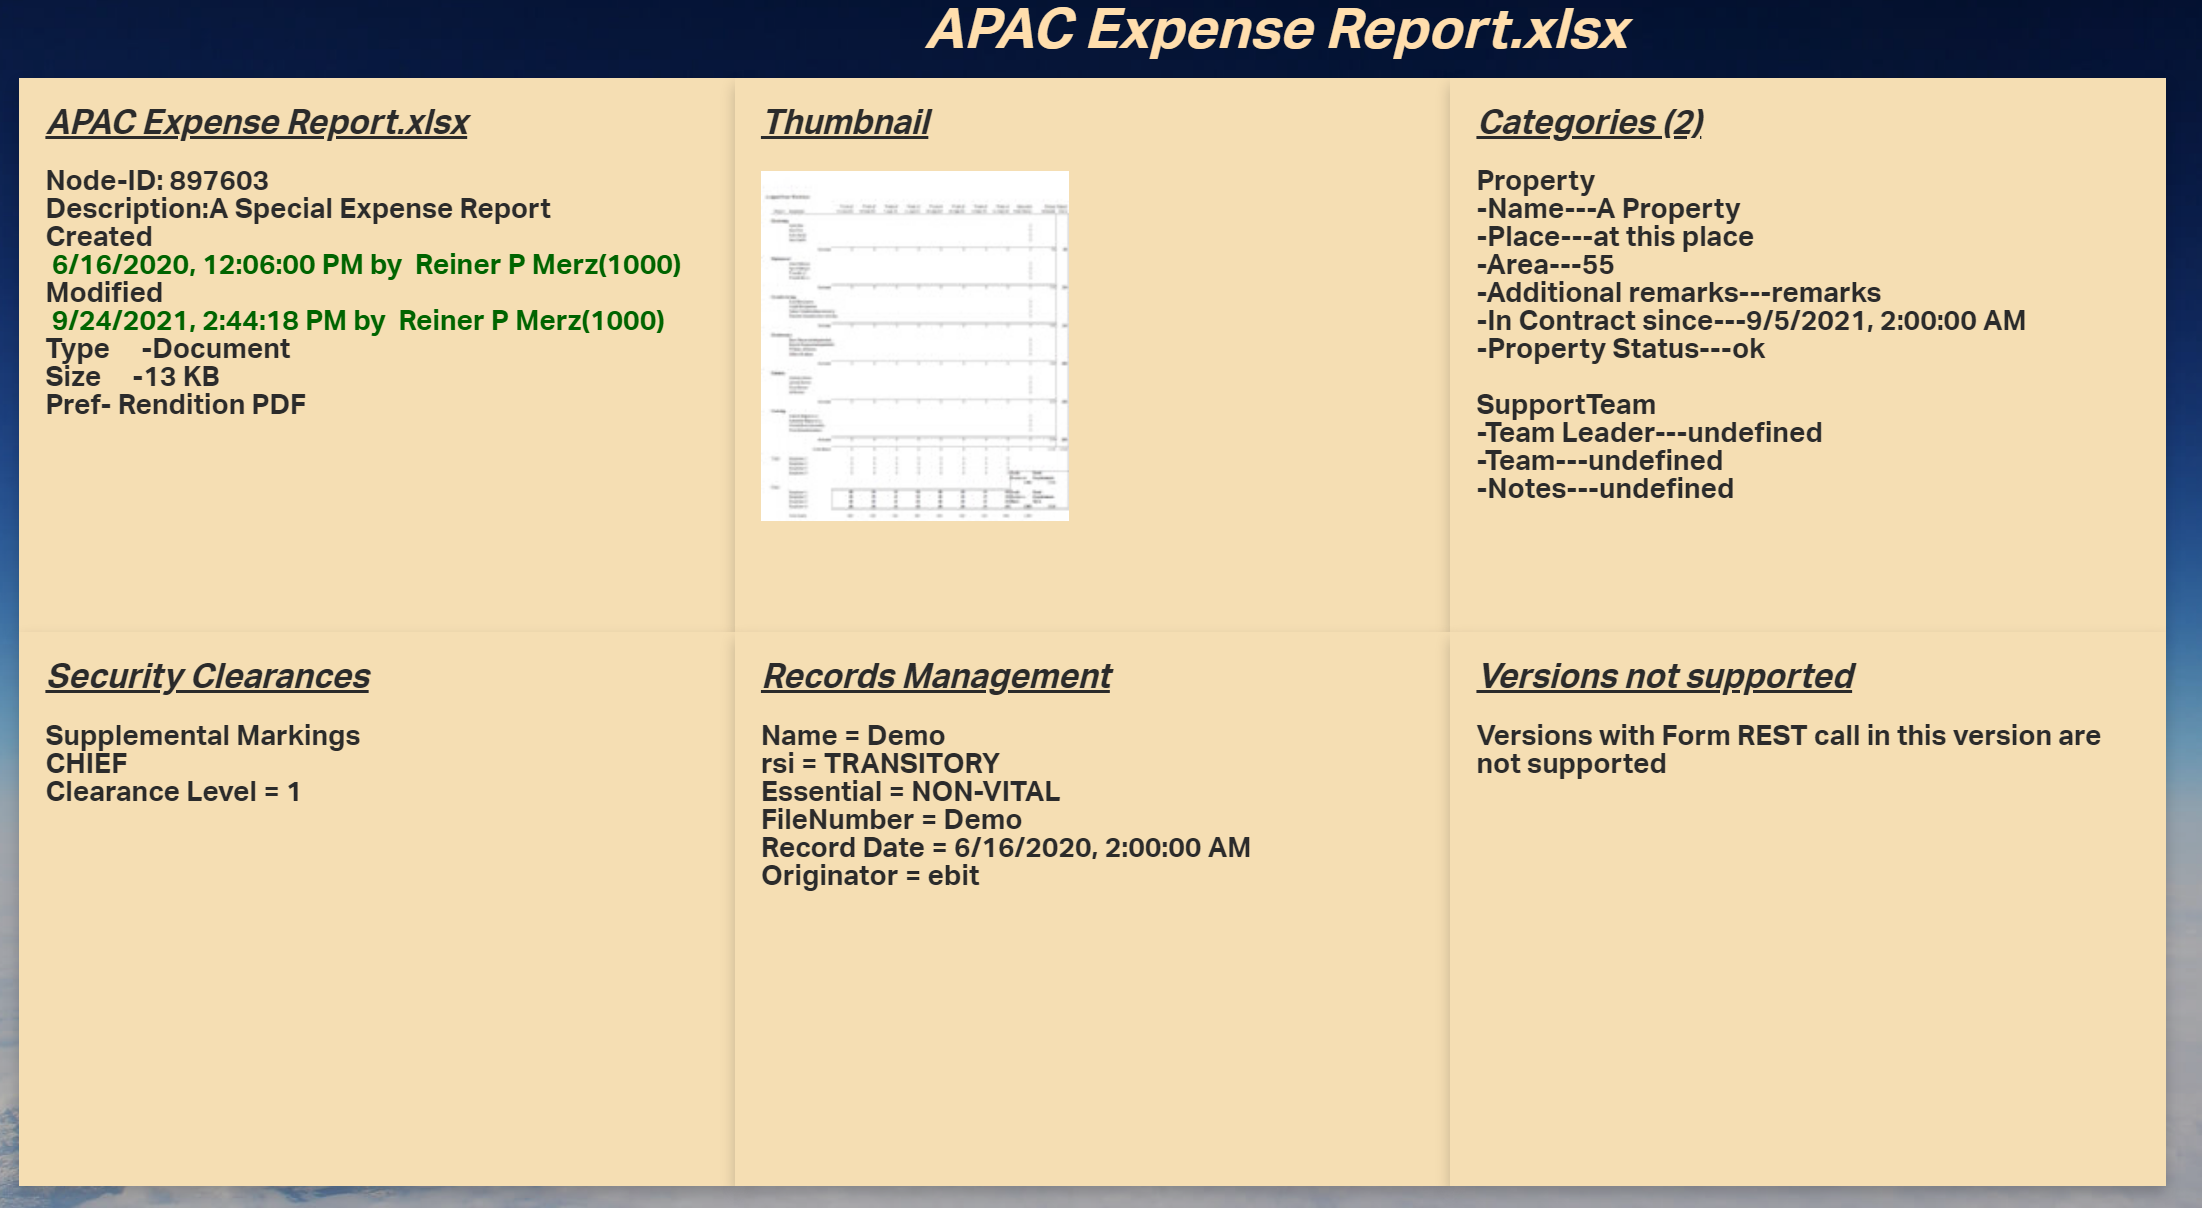 APAC Expense Report.xlsx
APAC Expense Report.xlsx
Node-ID: 897603
Description:A Special Expense Report
Created
6/16/2020, 12:06:00 PM by  Reiner P Merz(1000)
Modified
9/24/2021, 2:44:18 PM by  Reiner P Merz(1000)
Type    -Document
Size    -13 KB
Pref- Rendition PDF
Thumbnail
Categories (2)
Property
-Name---A Property
-Place---at this place
-Area---55
-Additional remarks---remarks
-In Contract since---9/5/2021, 2:00:00 AM
-Property Status---ok
SupportTeam
-Team Leader---undefined
-Team---undefined
-Notes---undefined
Security Clearances
Supplemental Markings
CHIEF
Clearance Level = 1
Records Management
Name = Demo
rsi = TRANSITORY
Essential = NON-VITAL
FileNumber = Demo
Record Date = 6/16/2020, 2:00:00 AM
Originator = ebit
Versions not supported
Versions with Form REST call in this version are
not supported